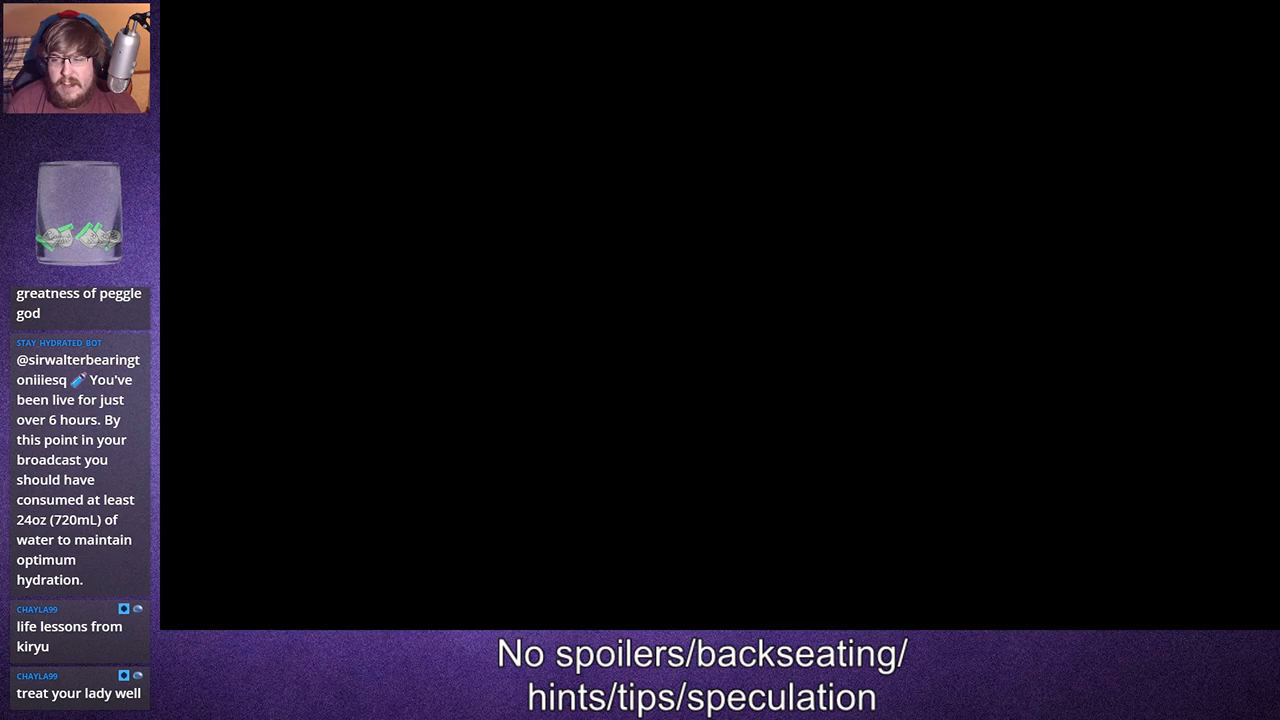 greatness of peggle
god
STAY_HYDRATED_BOT
@sirwalterbearingt
oniiiesq You've
been live for just
over 6 hours. By
this point in your
broadcast you
should have
consumed at least
24oz (720mL) of
water to maintain
optimum
hydration.
CHAYLA99
life lessons from
kiryu
CHAYLA99
treat your lady well
No spoilers/backseating/
hints/tips/speculation